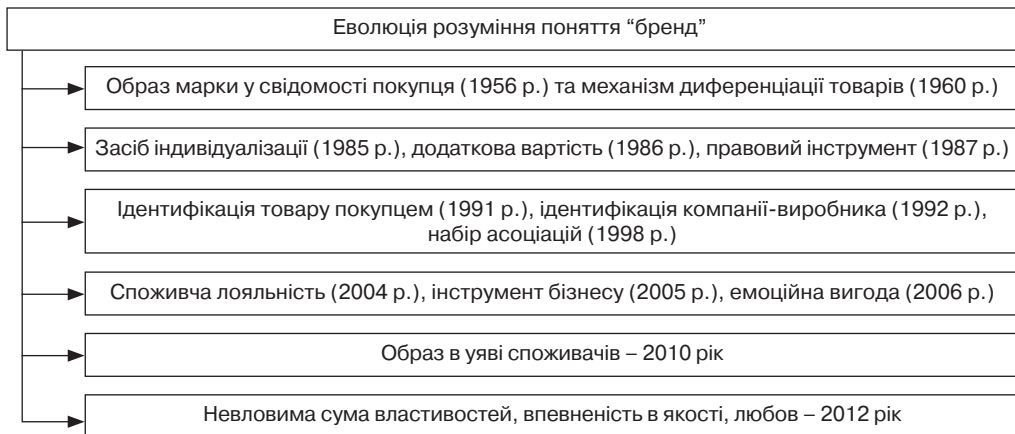 Еволюція розуміння поняття “бренд”
Образ марки у свідомості покупця (1956 р.) та механізм диференціації товарів (1960 р.)
Засіб індивідуалізації (1985 р.), додаткова вартість (1986 р.), правовий інструмент (1987 р.)
Ідентифікація товару покупцем (1991 р.), ідентифікація компанії-виробника (1992 р.),
набір асоціацій (1998 р.)
Споживча лояльність (2004 р.), інструмент бізнесу (2005 р.), емоційна вигода (2006 р.)
Образ в уяві споживачів – 2010 рік
Невловима сума властивостей, впевненість в якості, любов – 2012 рік